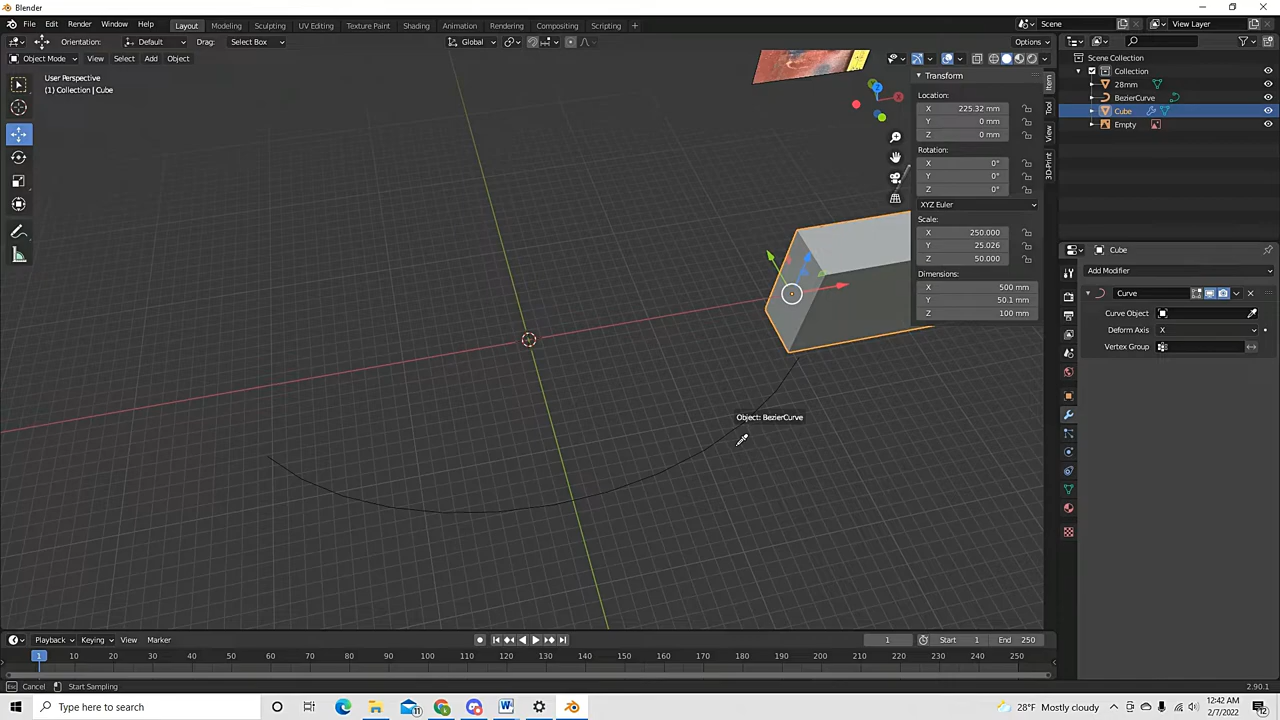 Blender
File Edit Render Window Help
Layout Modeling Sculpting UV Editing Texture Paint Shading Animation Rendering Compositing Scripting +
Scene View Layer
Orientation: Default Drag: Select Box Global Options
Object Mode View Select Add Object
User Perspective
(1) Collection | Cube
Transform
Location:
X 225.32 mm
Y 0 mm
Z 0 mm
Rotation:
X 0°
Y 0°
Z 0°
XYZ Euler
Scale:
X 250.000
Y 25.026
Z 50.000
Dimensions:
X 500 mm
Y 50.1 mm
Z 100 mm
Item
Tool
View
3D-Print
Z
Scene Collection
Collection
28mm
BezierCurve
Cube
Empty
Cube
Add Modifier
Curve
Curve Object
Deform Axis X
Vertex Group
Object: BezierCurve
Playback Keying View Marker
1 Start 1 End 250
1 10 20 30 40 50 60 70 80 90 100 110 120 130 140 150 160 170 180 190 200 210 220 230 240 250
Cancel Start Sampling 2.90.1
Type here to search
28°F Mostly cloudy
12:42 AM
2/7/2022